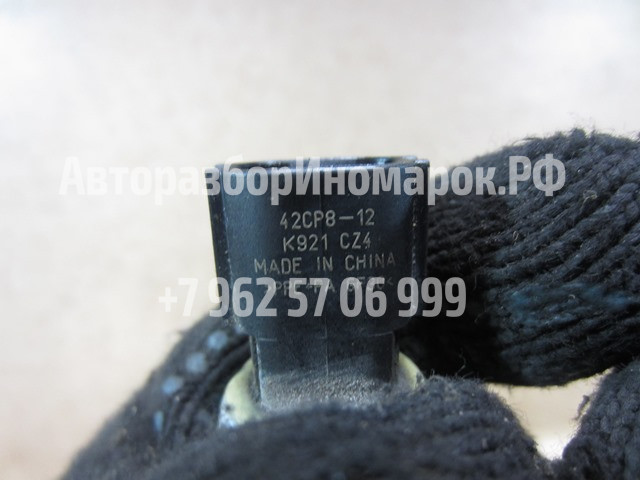 АвторазборИномарок.РФ
42CP8-12
K921 CZ4
MADE IN CHINA
+7 962 57 06 999